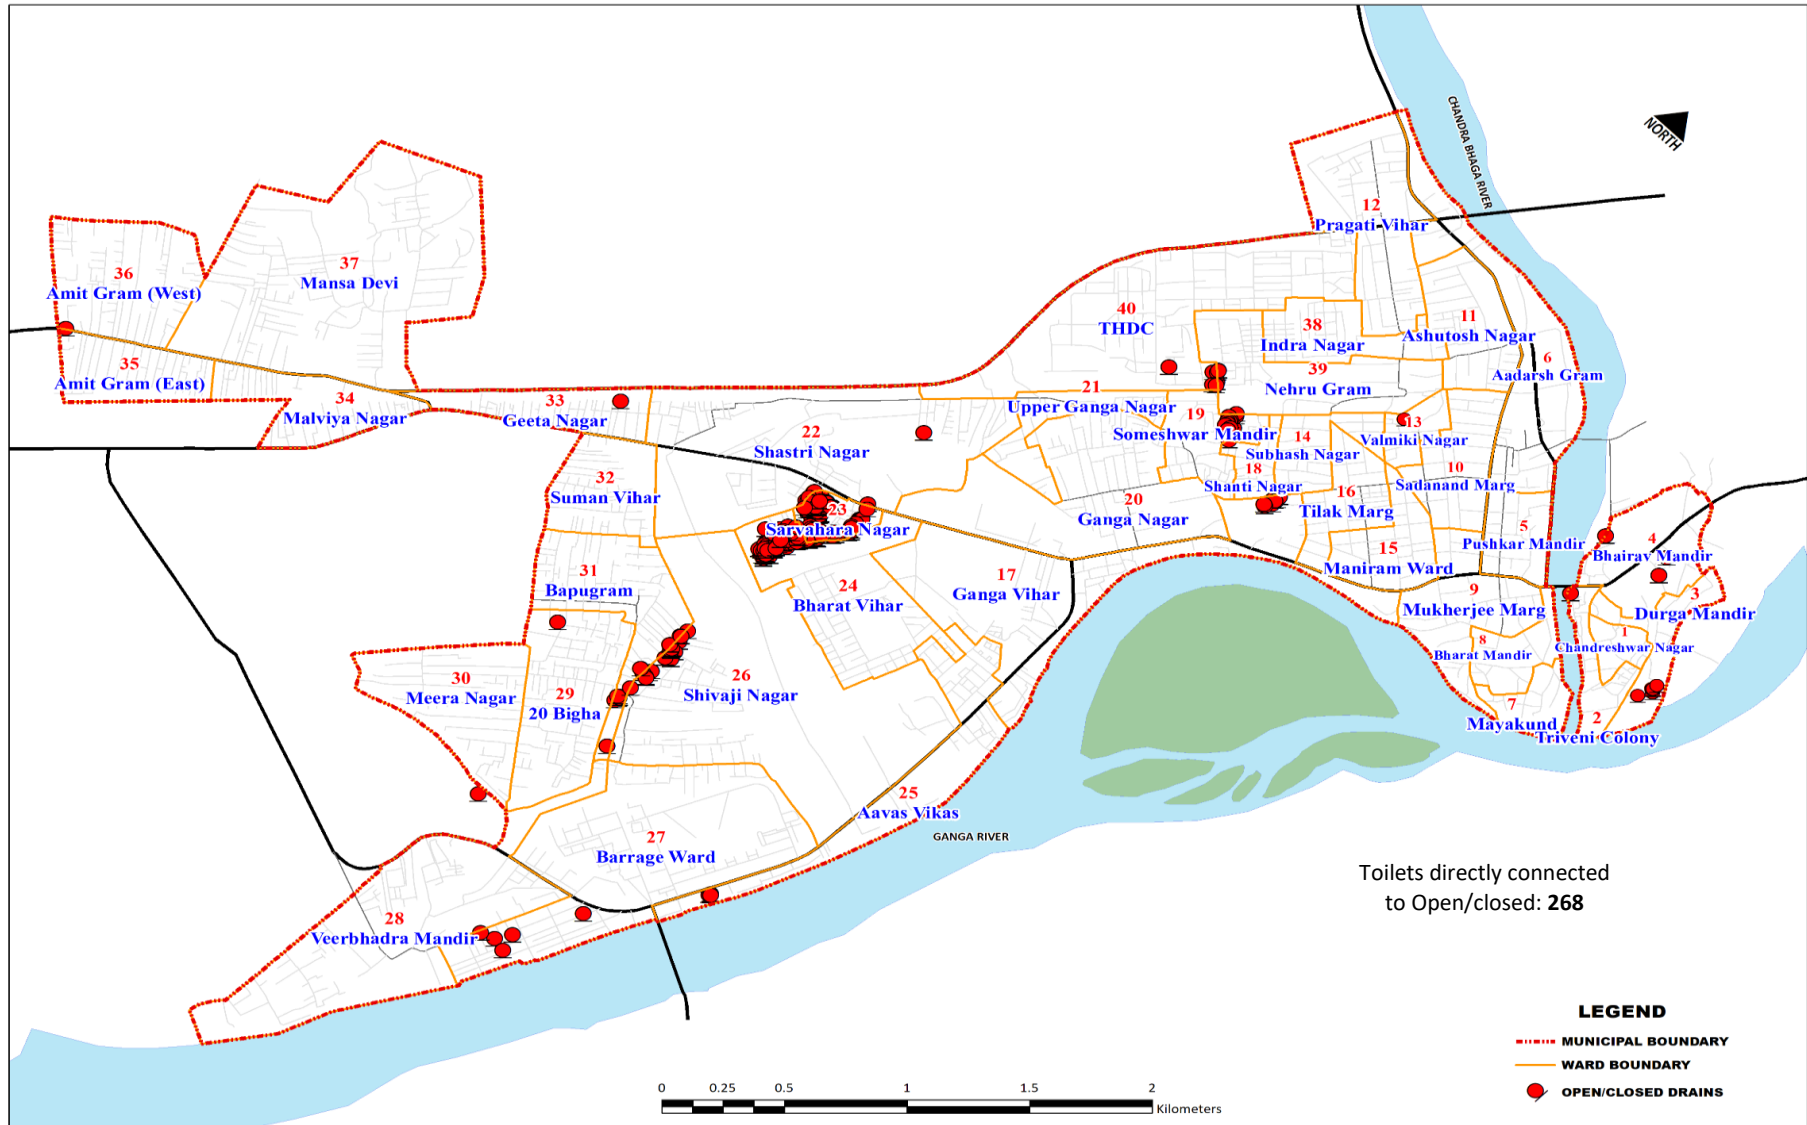 CHANDRA BHAGA RIVER
NORTH
12
Pragati Vihar
36
Amit Gram (West)
37
Mansa Devi
40
THDC
38
Indra Nagar
11
Ashutosh Nagar
6
Aadarsh Gram
35
Amit Gram (East)
34
Malviya Nagar
33
Geeta Nagar
39
Nehru Gram
21
Upper Ganga Nagar
19
Someshwar Mandir
13
Valmiki Nagar
14
Subhash Nagar
22
Shastri Nagar
18
Shanti Nagar
10
Sadanand Marg
32
Suman Vihar
16
Tilak Marg
20
Ganga Nagar
23
Sarvahara Nagar
5
Pushkar Mandir
4
Bhairav Mandir
15
Maniram Ward
31
Bapugram
24
Bharat Vihar
17
Ganga Vihar
9
Mukherjee Marg
3
Durga Mandir
8
Bharat Mandir
1
Chandreshwar Nagar
30
Meera Nagar
29
20 Bigha
26
Shivaji Nagar
7
Mayakund
2
Triveni Colony
25
Aavas Vikas
GANGA RIVER
27
Barrage Ward
28
Veerbhadra Mandir
Toilets directly connected
to Open/closed: 268
LEGEND
MUNICIPAL BOUNDARY
WARD BOUNDARY
OPEN/CLOSED DRAINS
0 0.25 0.5 1 1.5 2
Kilometers